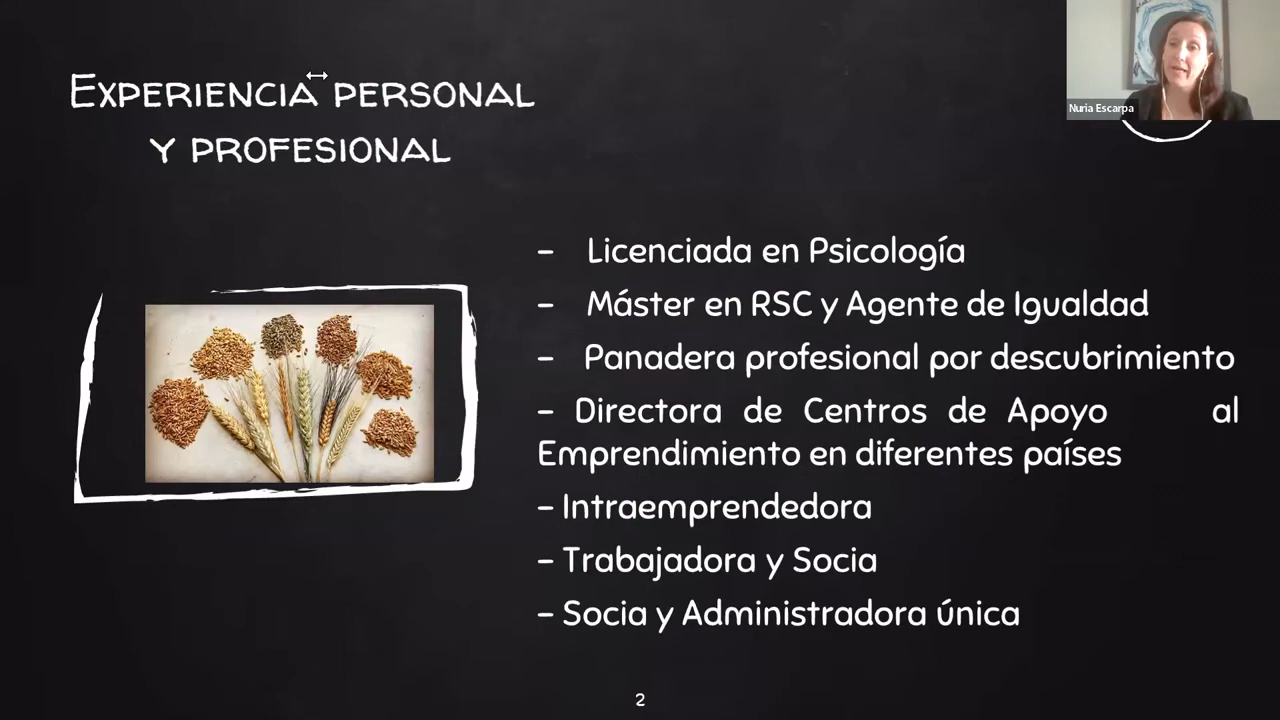 Experiencia personal
y profesional
Nuria Escarpa
- Licenciada en Psicología
- Máster en RSC y Agente de Igualdad
- Panadera profesional por descubrimiento
- Directora de Centros de Apoyo al
Emprendimiento en diferentes países
- Intraemprendedora
- Trabajadora y Socia
- Socia y Administradora única
2